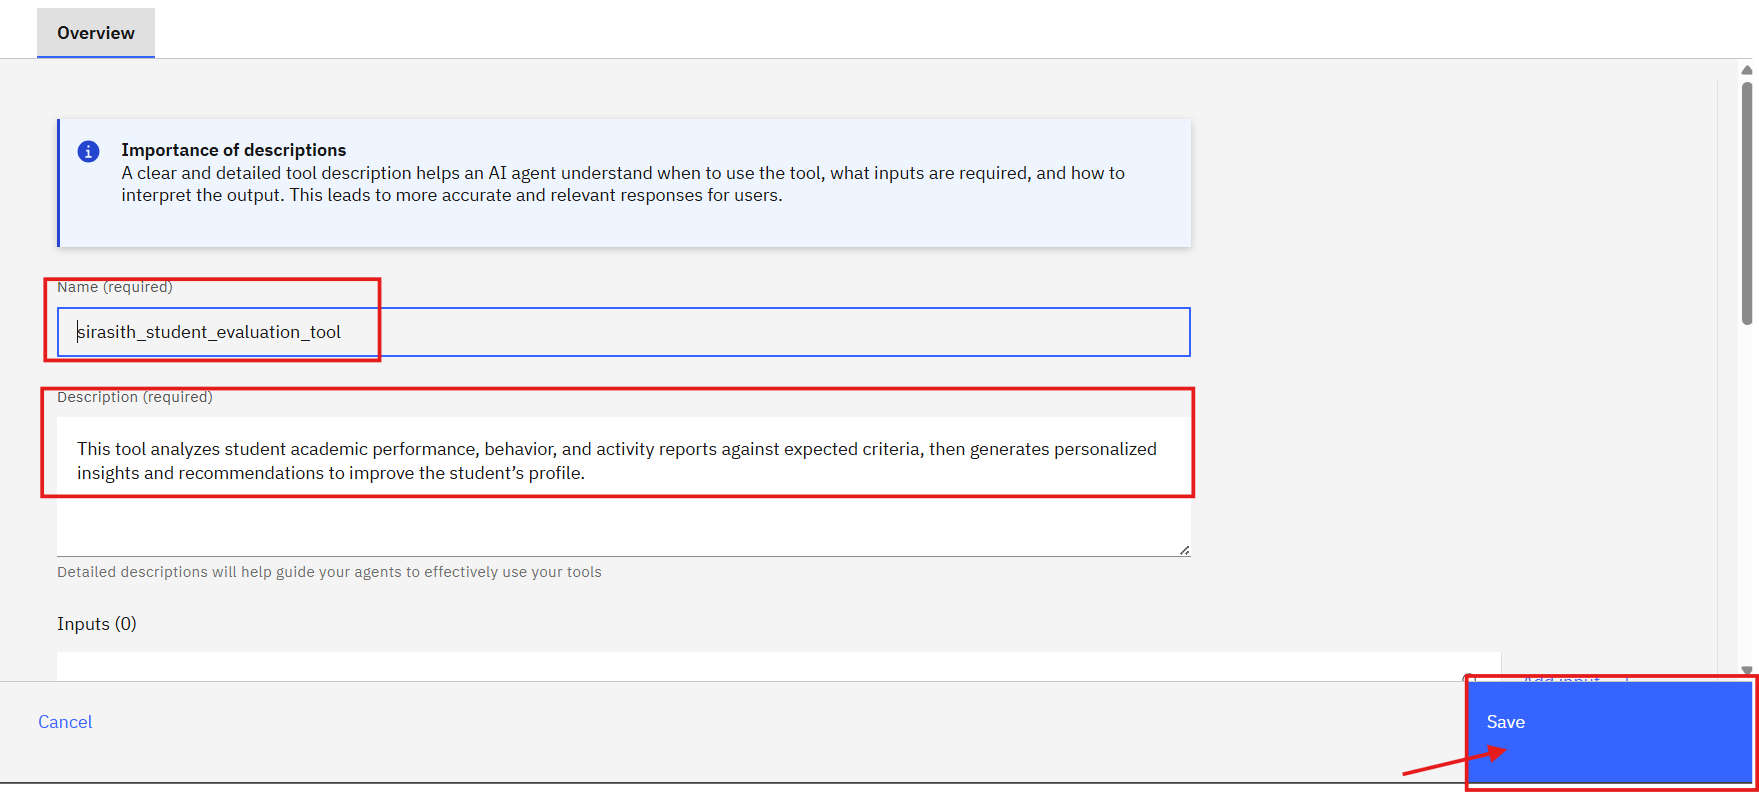 Overview
Importance of descriptions
A clear and detailed tool description helps an AI agent understand when to use the tool, what inputs are required, and how to
interpret the output. This leads to more accurate and relevant responses for users.
Name (required)
sirasith_student_evaluation_tool
Description (required)
This tool analyzes student academic performance, behavior, and activity reports against expected criteria, then generates personalized
insights and recommendations to improve the student’s profile.
Detailed descriptions will help guide your agents to effectively use your tools
Inputs (0)
Add input
Cancel
Save